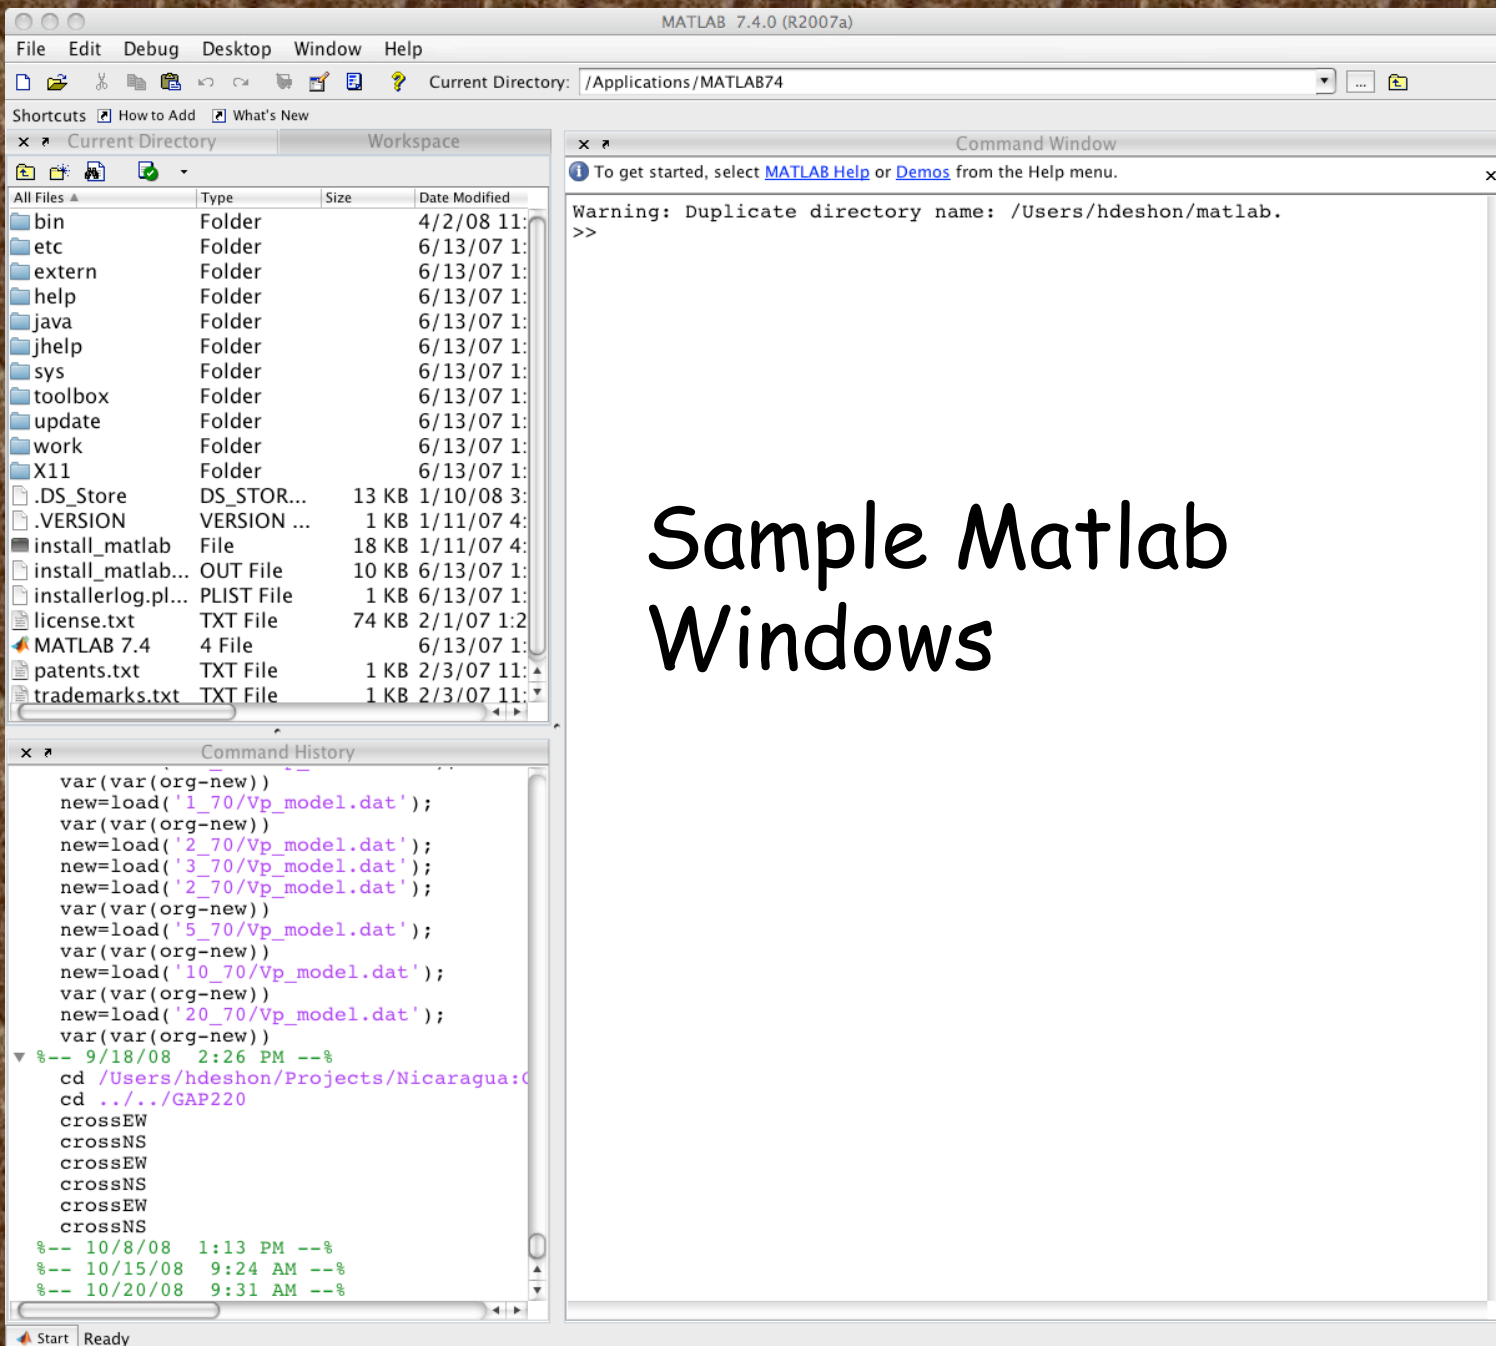 MATLAB 7.4.0 (R2007a)
File Edit Debug Desktop Window Help
Current Directory: /Applications/MATLAB74 ...
Shortcuts How to Add What's New
Current Directory Workspace
All Files Type Size Date Modified
bin Folder 4/2/08 11:
etc Folder 6/13/07 1:
extern Folder 6/13/07 1:
help Folder 6/13/07 1:
java Folder 6/13/07 1:
jhelp Folder 6/13/07 1:
sys Folder 6/13/07 1:
toolbox Folder 6/13/07 1:
update Folder 6/13/07 1:
work Folder 6/13/07 1:
X11 Folder 6/13/07 1:
.DS_Store DS_STOR... 13 KB 1/10/08 3:
.VERSION VERSION ... 1 KB 1/11/07 4:
install_matlab File 18 KB 1/11/07 4:
install_matlab... OUT File 10 KB 6/13/07 1:
installerlog.pl... PLIST File 1 KB 6/13/07 1:
license.txt TXT File 74 KB 2/1/07 1:2
MATLAB 7.4 4 File 6/13/07 1:
patents.txt TXT File 1 KB 2/3/07 11:
trademarks.txt TXT File 1 KB 2/3/07 11:
Command History
var(var(org-new))
new=load('1_70/Vp_model.dat');
var(var(org-new))
new=load('2_70/Vp_model.dat');
new=load('3_70/Vp_model.dat');
new=load('2_70/Vp_model.dat');
var(var(org-new))
new=load('5_70/Vp_model.dat');
var(var(org-new))
new=load('10_70/Vp_model.dat');
var(var(org-new))
new=load('20_70/Vp_model.dat');
var(var(org-new))
%-- 9/18/08 2:26 PM --%
cd /Users/hdeshon/Projects/Nicaragua:
cd ../../GAP220
crossEW
crossNS
crossEW
crossNS
crossEW
crossNS
%-- 10/8/08 1:13 PM --%
%-- 10/15/08 9:24 AM --%
%-- 10/20/08 9:31 AM --%
Command Window
To get started, select MATLAB Help or Demos from the Help menu.
Warning: Duplicate directory name: /Users/hdeshon/matlab.
>>
Sample Matlab
Windows
Start Ready